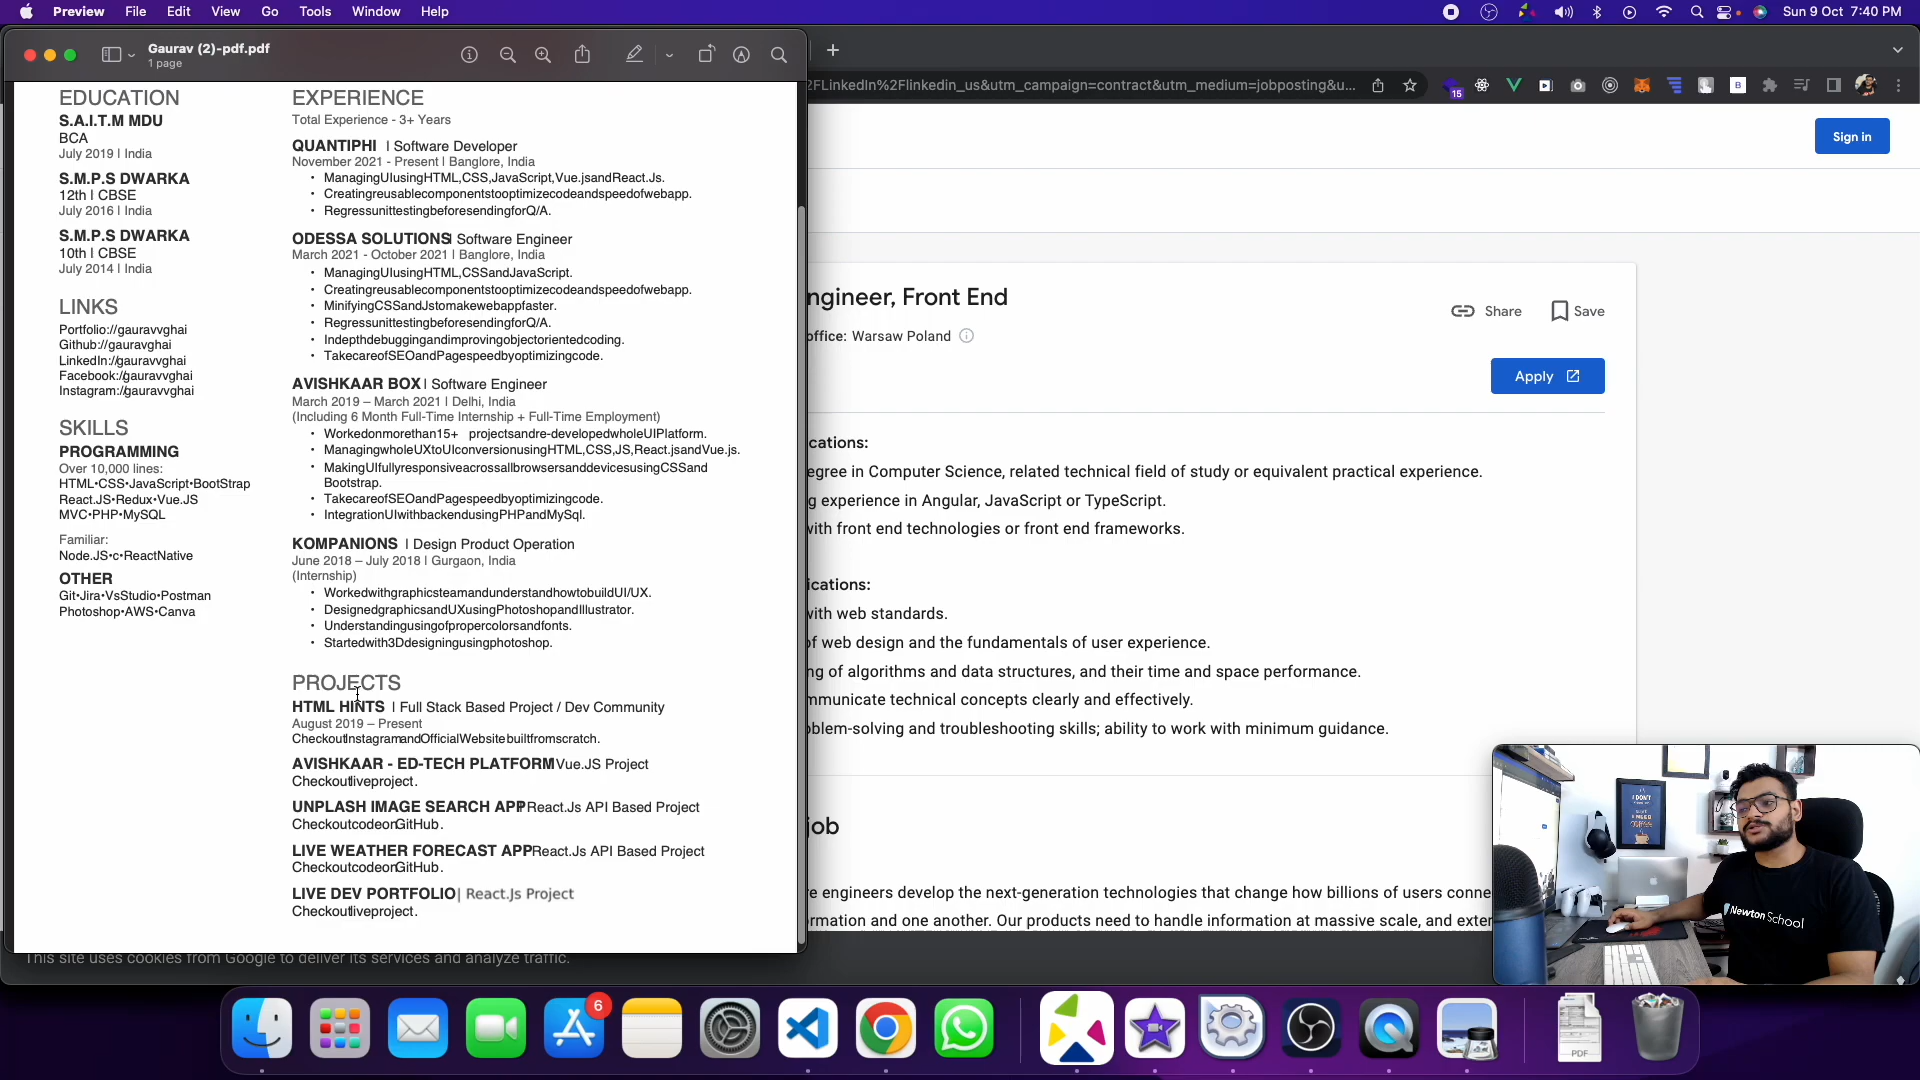 Preview File Edit View Go Tools Window Help
Sun 9 Oct 7:40 PM
Gaurav (2)-pdf.pdf
1 page
EDUCATION
S.A.I.T.M MDU
BCA
July 2019 | India
S.M.P.S DWARKA
12th | CBSE
July 2016 | India
S.M.P.S DWARKA
10th | CBSE
July 2014 | India
LINKS
Portfolio://gauravvghai
Github://gauravghai
LinkedIn://gauravvghai
Facebook://gauravvghai
Instagram://gauravvghai
SKILLS
PROGRAMMING
Over 10,000 lines:
HTML•CSS•JavaScript•BootStrap
React.JS•Redux•Vue.JS
MVC•PHP•MySQL
Familiar:
Node.JS•c•ReactNative
OTHER
Git•Jira•VsStudio•Postman
Photoshop•AWS•Canva
EXPERIENCE
Total Experience - 3+ Years
QUANTIPHI | Software Developer
November 2021 - Present | Banglore, India
• ManagingUIusingHTML,CSS,JavaScript,Vue.jsandReact.Js.
• Creatingreusablecomponentstooptimizecodeandspeedofwebapp.
• RegressunittestingbeforesendingforQ/A.
ODESSA SOLUTIONS| Software Engineer
March 2021 - October 2021 | Banglore, India
• ManagingUIusingHTML,CSSandJavaScript.
• Creatingreusablecomponentstooptimizecodeandspeedofwebapp.
• MinifyingCSSandJstomakewebappfaster.
• RegressunittestingbeforesendingforQ/A.
• Indepthdebuggingandimprovingobjectorientedcoding.
• TakecareofSEOandPagespeedbyoptimizingcode.
AVISHKAAR BOX | Software Engineer
March 2019 – March 2021 | Delhi, India
(Including 6 Month Full-Time Internship + Full-Time Employment)
• Workedonmorethan15+ projectsandre-developedwholeUIPlatform.
• ManagingwholeUXtoUIconversionusingHTML,CSS,JS,React.jsandVue.js.
• MakingUIfullyresponsiveacrossallbrowsersanddevicesusingCSSand
Bootstrap.
• TakecareofSEOandPagespeedbyoptimizingcode.
• IntegrationUIwithbackendusingPHPandMySql.
KOMPANIONS | Design Product Operation
June 2018 – July 2018 | Gurgaon, India
(Internship)
• WorkedwithgraphicsteamandunderstandhowtobuildUI/UX.
• DesignedgraphicsandUXusingPhotoshopandIllustrator.
• Understandingusingofpropercolorsandfonts.
• Startedwith3Ddesigningusingphotoshop.
PROJECTS
HTML HINTS | Full Stack Based Project / Dev Community
August 2019 – Present
CheckoutInstagramandOfficialWebsitebuiltfromscratch.
AVISHKAAR - ED-TECH PLATFORM Vue.JS Project
Checkoutliveproject.
UNPLASH IMAGE SEARCH APP React.Js API Based Project
CheckoutcodeonGitHub.
LIVE WEATHER FORECAST APP React.Js API Based Project
CheckoutcodeonGitHub.
LIVE DEV PORTFOLIO | React.Js Project
Checkoutliveproject.
2FLinkedIn%2Flinkedin_us&utm_campaign=contract&utm_medium=jobposting&u...
15
B
Sign in
ngineer, Front End
Share
Save
office: Warsaw Poland
Apply
cations:
egree in Computer Science, related technical field of study or equivalent practical experience.
g experience in Angular, JavaScript or TypeScript.
with front end technologies or front end frameworks.
ications:
with web standards.
of web design and the fundamentals of user experience.
ng of algorithms and data structures, and their time and space performance.
mmunicate technical concepts clearly and effectively.
oblem-solving and troubleshooting skills; ability to work with minimum guidance.
job
re engineers develop the next-generation technologies that change how billions of users conne
rmation and one another. Our products need to handle information at massive scale, and exter
This site uses cookies from Google to deliver its services and analyze traffic.
Newton School
6
PDF